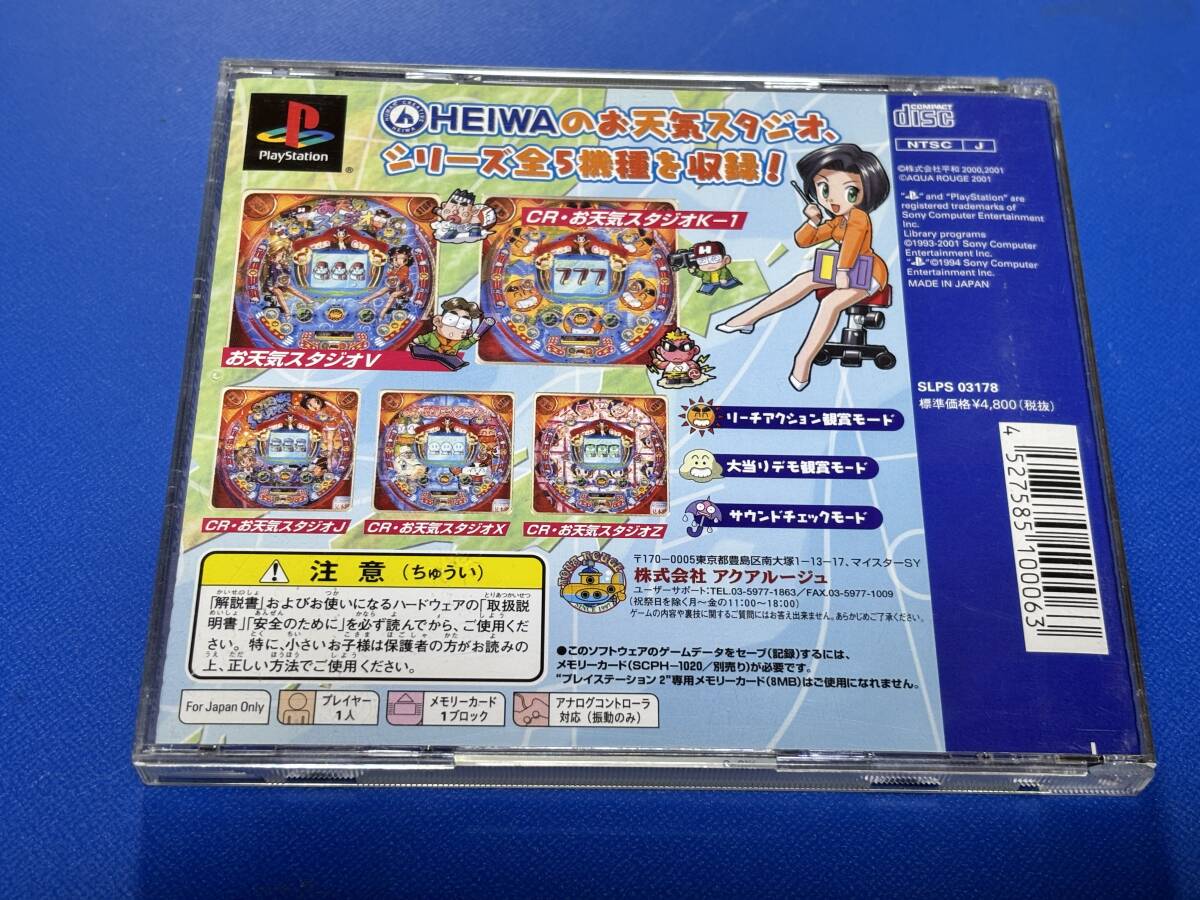 PlayStation
®
HEIWAのお天気スタジオ、
シリーズ全5機種を収録!
CR・お天気スタジオK-1
お天気スタジオV
CR・お天気スタジオJ
CR・お天気スタジオX
CR・お天気スタジオZ
リーチアクション観賞モード
大当りデモ観賞モード
サウンドチェックモード
COMPACT
disc
NTSC J
©株式会社平和 2000,2001
©AQUA ROUGE 2001
" " and "PlayStation" are
registered trademarks of
Sony Computer Entertainment
Inc.
Library programs
©1993-2001 Sony Computer
Entertainment Inc.
" "©1994 Sony Computer
Entertainment Inc.
MADE IN JAPAN
SLPS 03178
標準価格¥4,800(税抜)
4 527585 100063
注意(ちゅうい)
「解説書」およびお使いになるハードウェアの「取扱説
明書」「安全のために」を必ず読んでから、ご使用くだ
さい。特に、小さいお子様は保護者の方がお読みの
上、正しい方法でご使用ください。
〒170-0005東京都豊島区南大塚1-13-17、マイスターSY
株式会社 アクアルージュ
ユーザーサポート:TEL.03-5977-1863/FAX.03-5977-1009
(祝祭日を除く月〜金の11:00〜18:00)
ゲームの内容や裏技に関するご質問にはお答え出来ません。あらかじめご了承ください。
●このソフトウェアのゲームデータをセーブ(記録)するには、
メモリーカード(SCPH-1020/別売り)が必要です。
"プレイステーション 2"専用メモリーカード(8MB)はご使用になれません。
For Japan Only
プレイヤー
1人
メモリーカード
1ブロック
アナログコントローラ
対応(振動のみ)